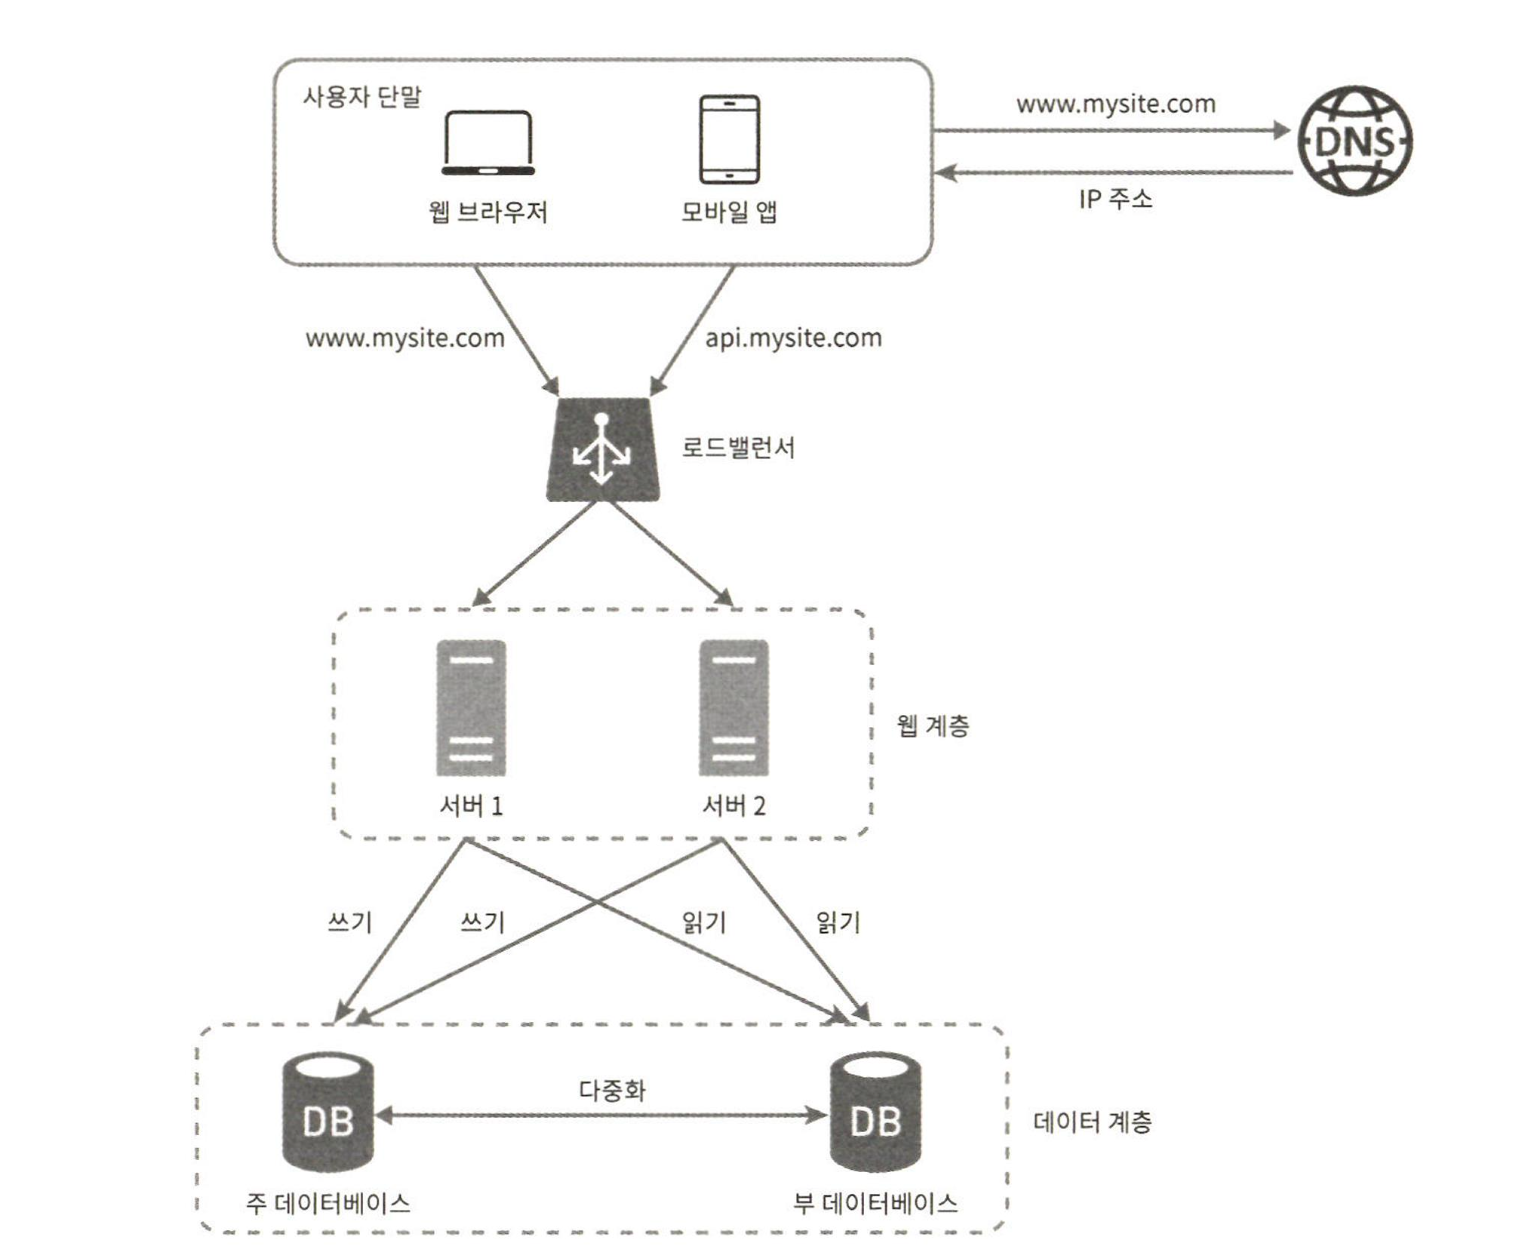 사용자 단말
www.mysite.com
DNS
IP 주소
웹 브라우저
모바일 앱
www.mysite.com
api.mysite.com
로드밸런서
웹 계층
서버 1
서버 2
쓰기
쓰기
읽기
읽기
다중화
DB
DB
데이터 계층
주 데이터베이스
부 데이터베이스